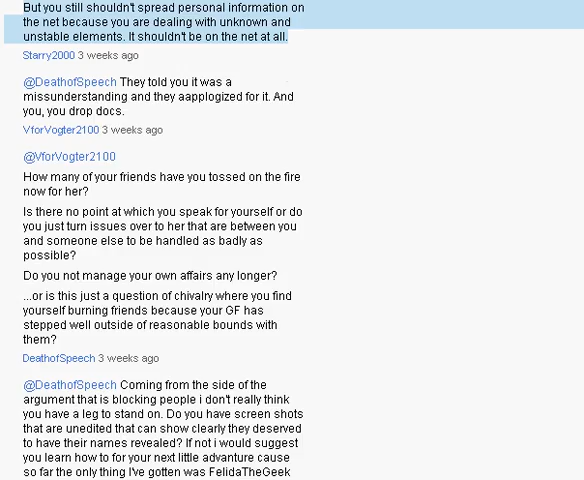 But you still shouldn't spread personal information on
the net because you are dealing with unknown and
unstable elements. It shouldn't be on the net at all.
Starry2000 3 weeks ago
@DeathofSpeech They told you it was a
missunderstanding and they aapplogized for it. And
you, you drop docs.
VforVogter2100 3 weeks ago
@VforVogter2100
How many of your friends have you tossed on the fire
now for her?
Is there no point at which you speak for yourself or do
you just turn issues over to her that are between you
and someone else to be handled as badly as
possible?
Do you not manage your own affairs any longer?
...or is this just a question of chivalry where you find
yourself burning friends because your GF has
stepped well outside of reasonable bounds with
them?
DeathofSpeech 3 weeks ago
@DeathofSpeech Coming from the side of the
argument that is blocking people i don't really think
you have a leg to stand on. Do you have screen shots
that are unedited that can show clearly they deserved
to have their names revealed? If not i would suggest
you learn how to for your next little advanture cause
so far the only thing I've gotten was FelidaTheGeek